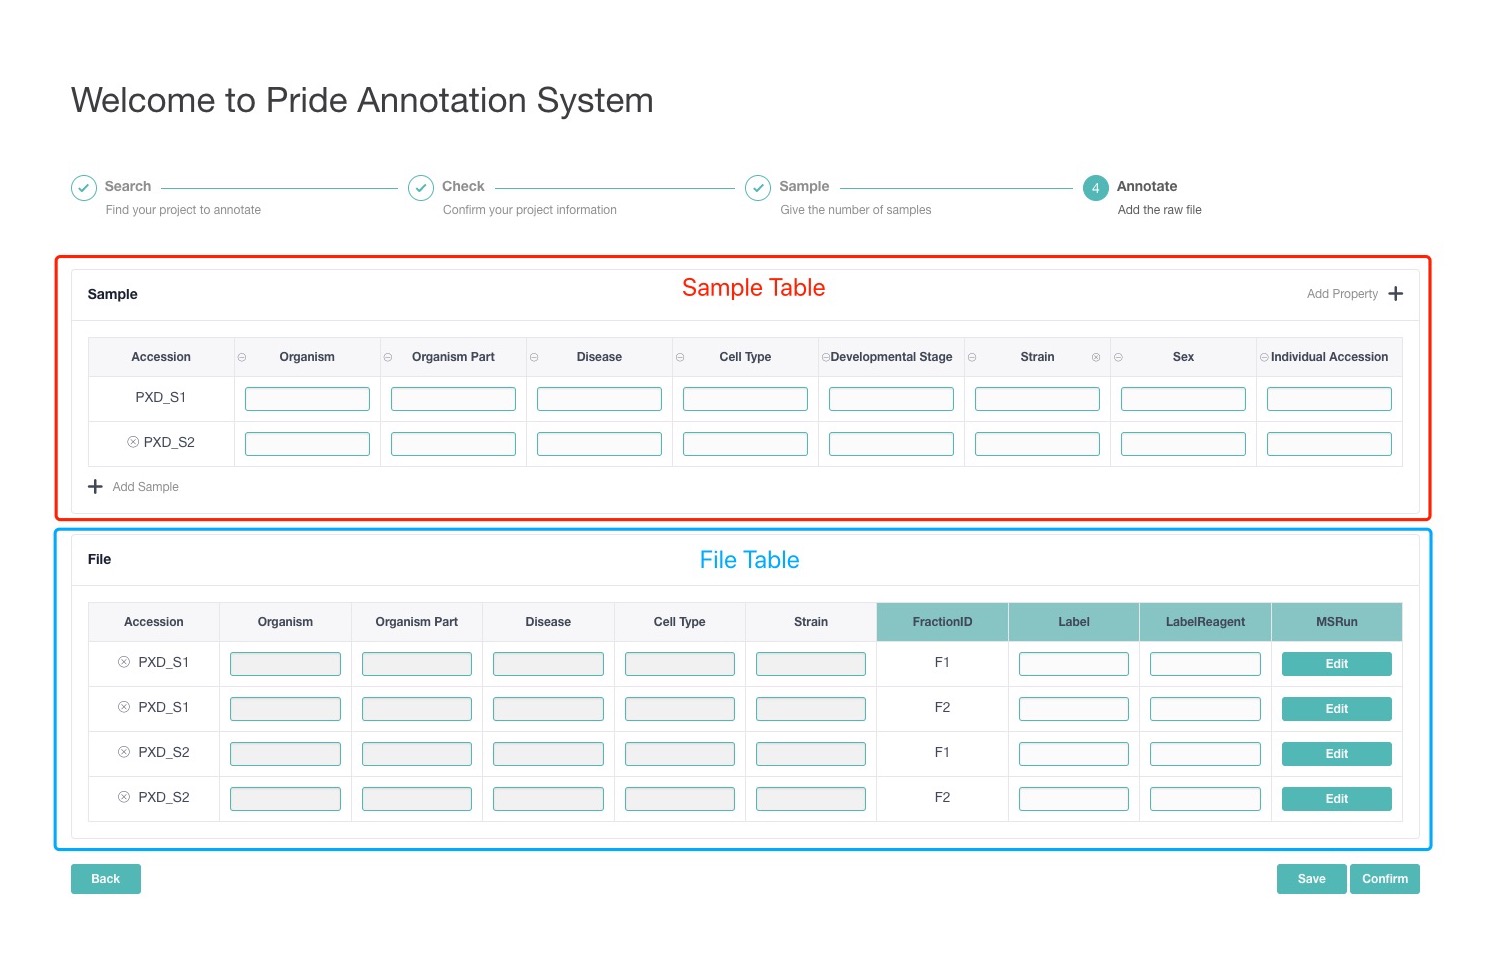 Welcome to Pride Annotation System
Search Check Sample 4 Annotate
Find your project to annotate Confirm your project information Give the number of samples Add the raw file
Sample Sample Table Add Property
Accession Organism Organism Part Disease Cell Type Developmental Stage Strain Sex Individual Accession
PXD_S1
PXD_S2
Add Sample
File File Table
Accession Organism Organism Part Disease Cell Type Strain FractionID Label LabelReagent MSRun
PXD_S1 F1 Edit
PXD_S1 F2 Edit
PXD_S2 F1 Edit
PXD_S2 F2 Edit
Back Save Confirm